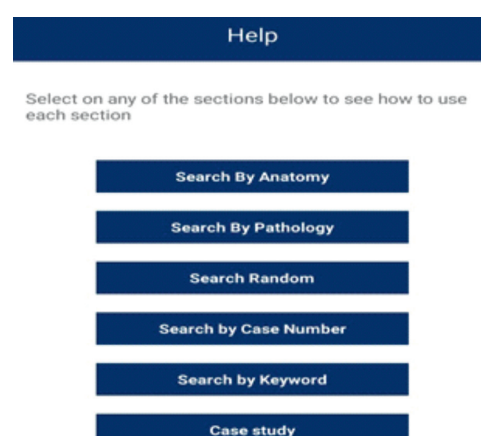 Help
Select on any of the sections below to see how to use
each section
Search By Anatomy
Search By Pathology
Search Random
Search by Case Number
Search by Keyword
Case study